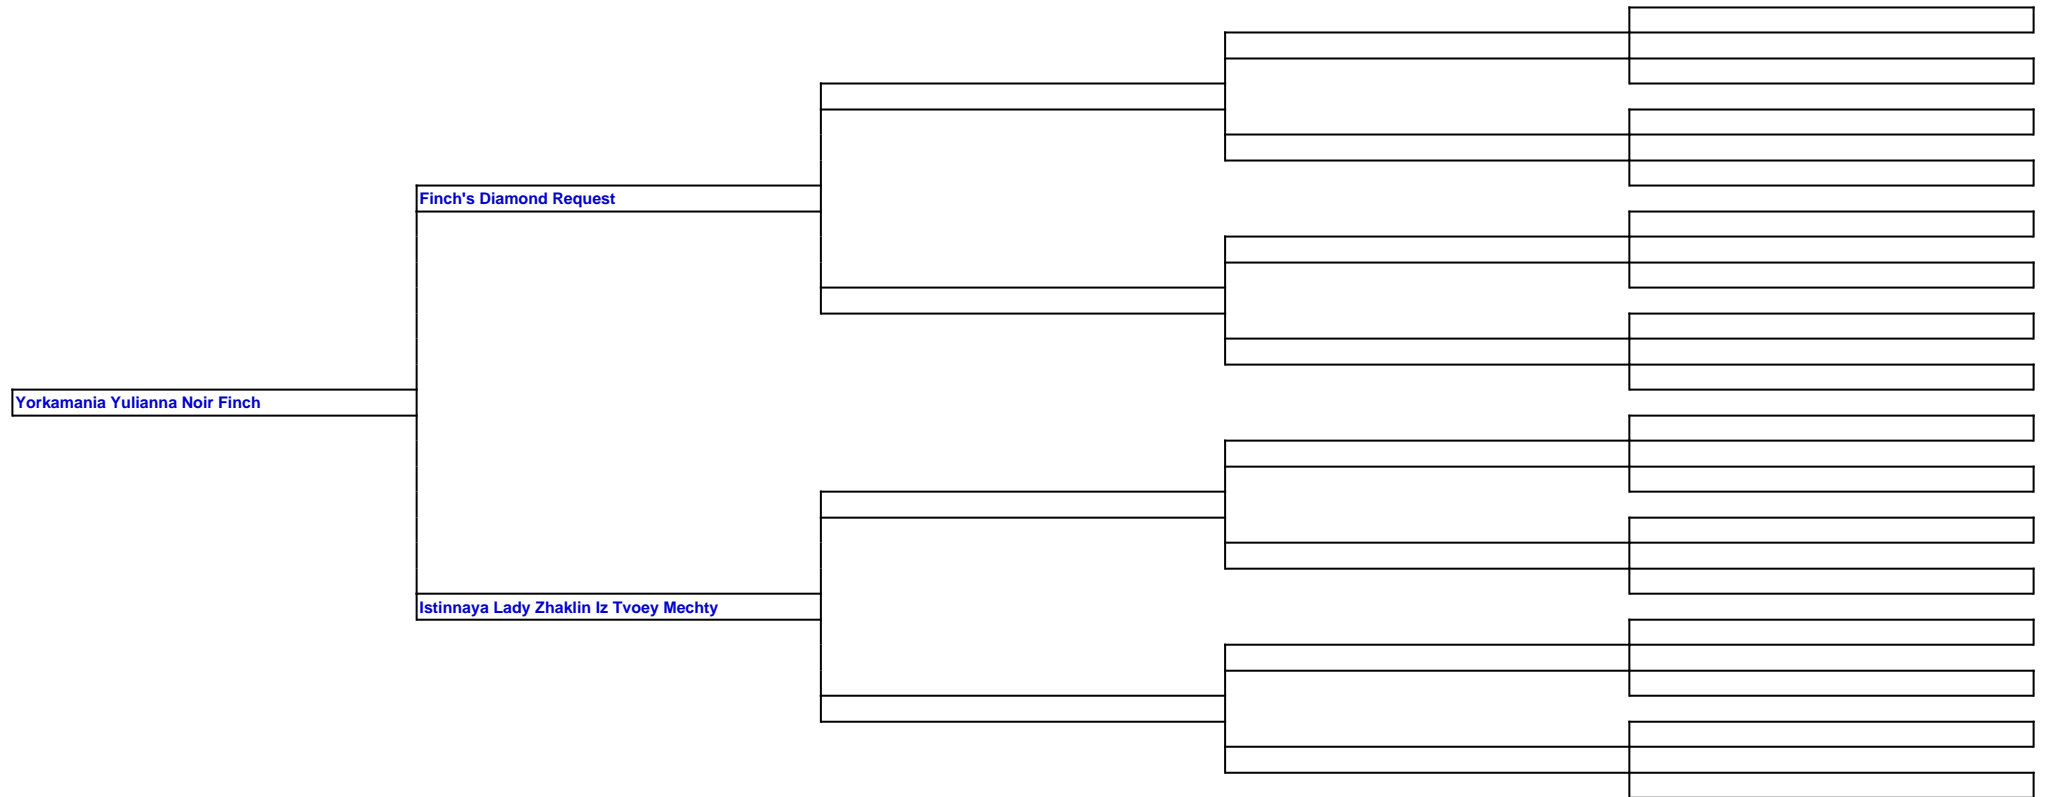 Finch's Diamond Request
Yorkamania Yulianna Noir Finch
Istinnaya Lady Zhaklin Iz Tvoey Mechty